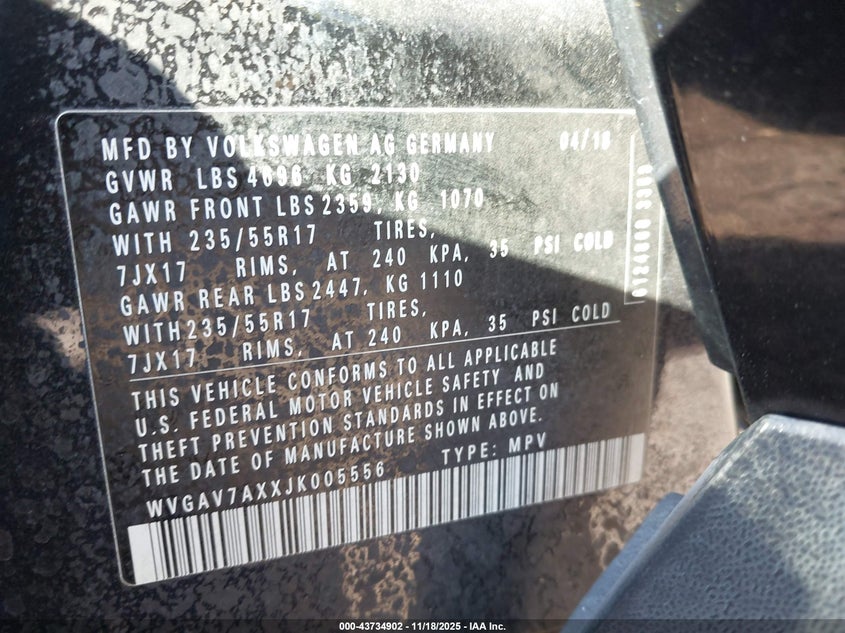 MFD BY VOLKSWAGEN AG GERMANY 04/18
GVWR LBS 4696 KG 2130
GAWR FRONT LBS 2359, KG 1070
WITH 235/55R17 TIRES,
7JX17 RIMS, AT 240 KPA, 35 PSI COLD
GAWR REAR LBS 2447, KG 1110
WITH 235/55R17 TIRES,
7JX17 RIMS, AT 240 KPA, 35 PSI COLD
THIS VEHICLE CONFORMS TO ALL APPLICABLE
U.S. FEDERAL MOTOR VEHICLE SAFETY AND
THEFT PREVENTION STANDARDS IN EFFECT ON
THE DATE OF MANUFACTURE SHOWN ABOVE.
WVGAV7AXXJK005556 TYPE: MPV
000-43734902 - 11/18/2025 - IAA Inc.